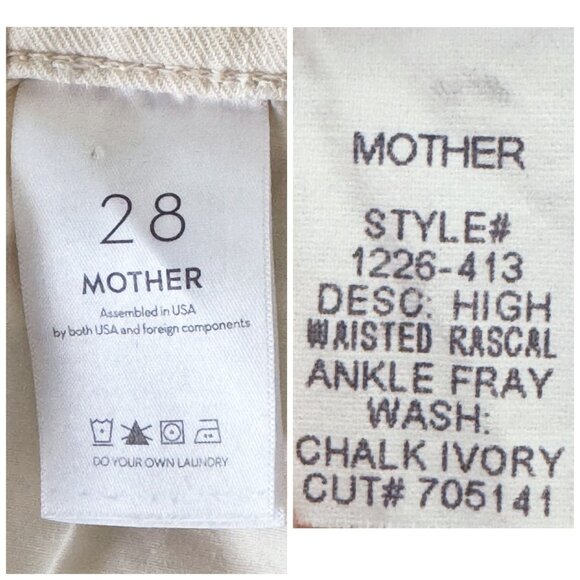 28
MOTHER
Assembled in USA
by both USA and foreign components
DO YOUR OWN LAUNDRY
MOTHER
STYLE#
1226-413
DESC: HIGH
WAISTED RASCAL
ANKLE FRAY
WASH:
CHALK IVORY
CUT# 705141